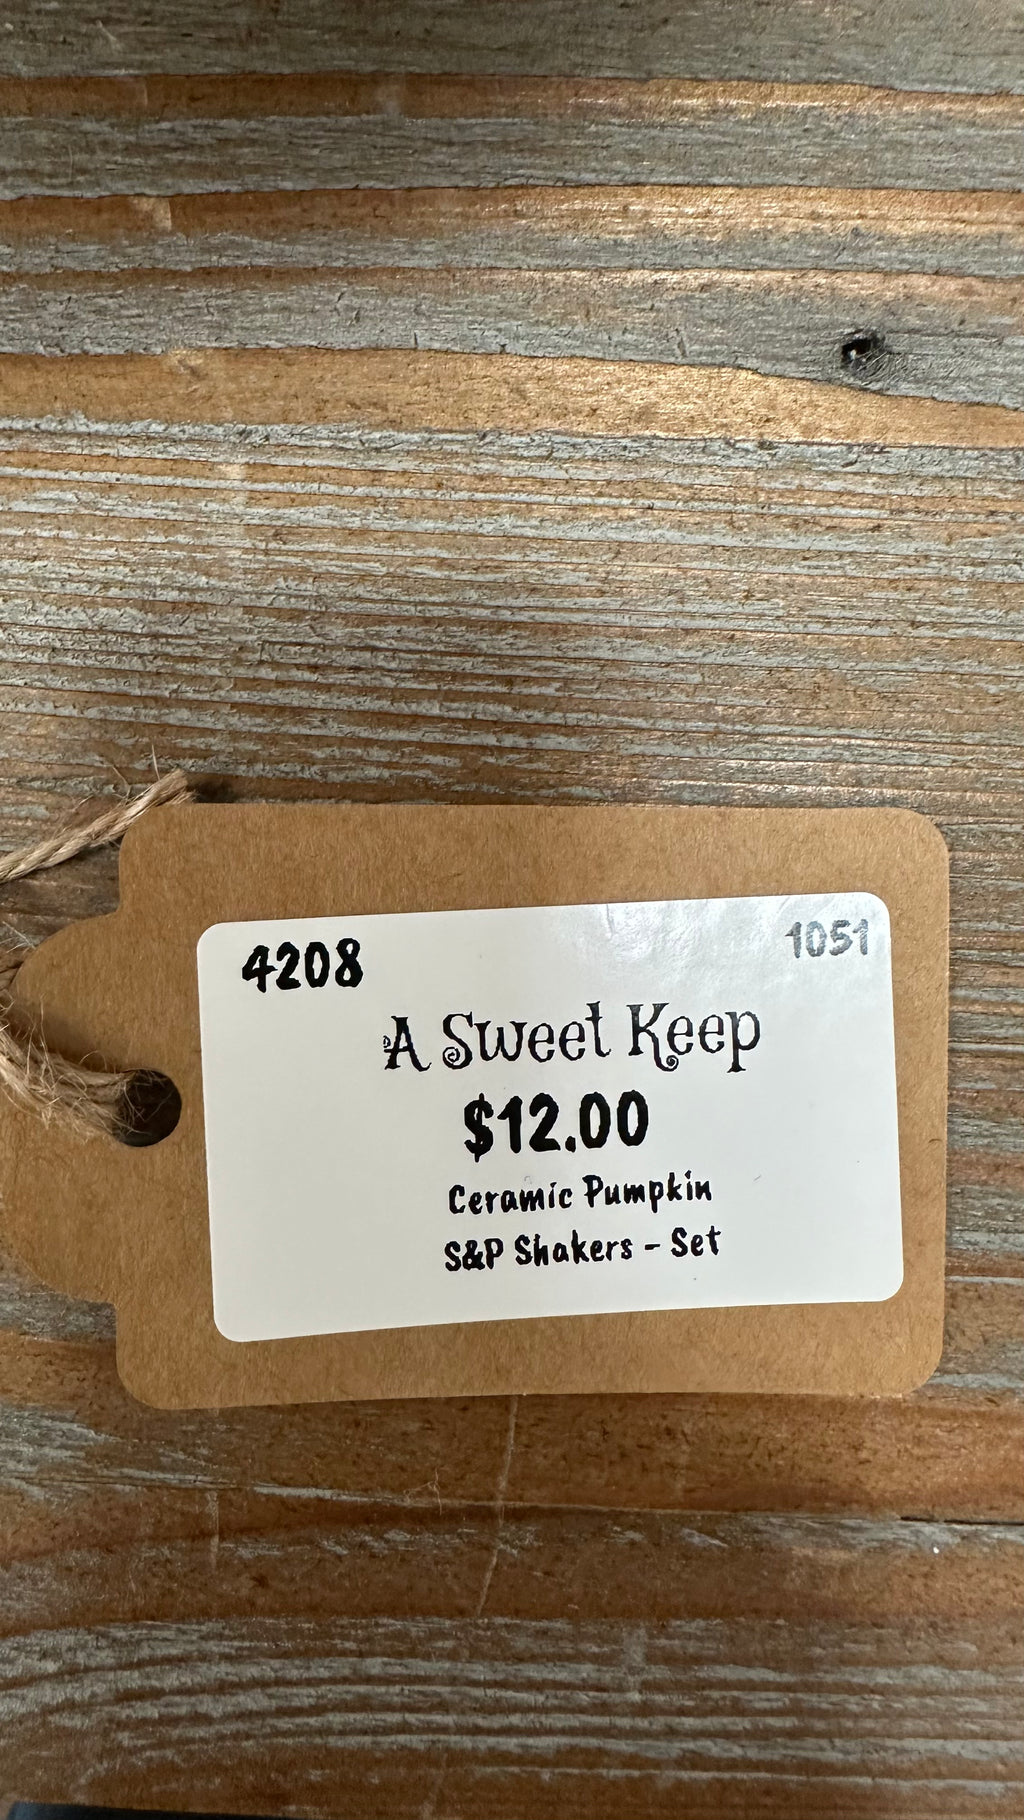 4208 1051
A Sweet Keep
$12.00
Ceramic Pumpkin
S&P Shakers - Set